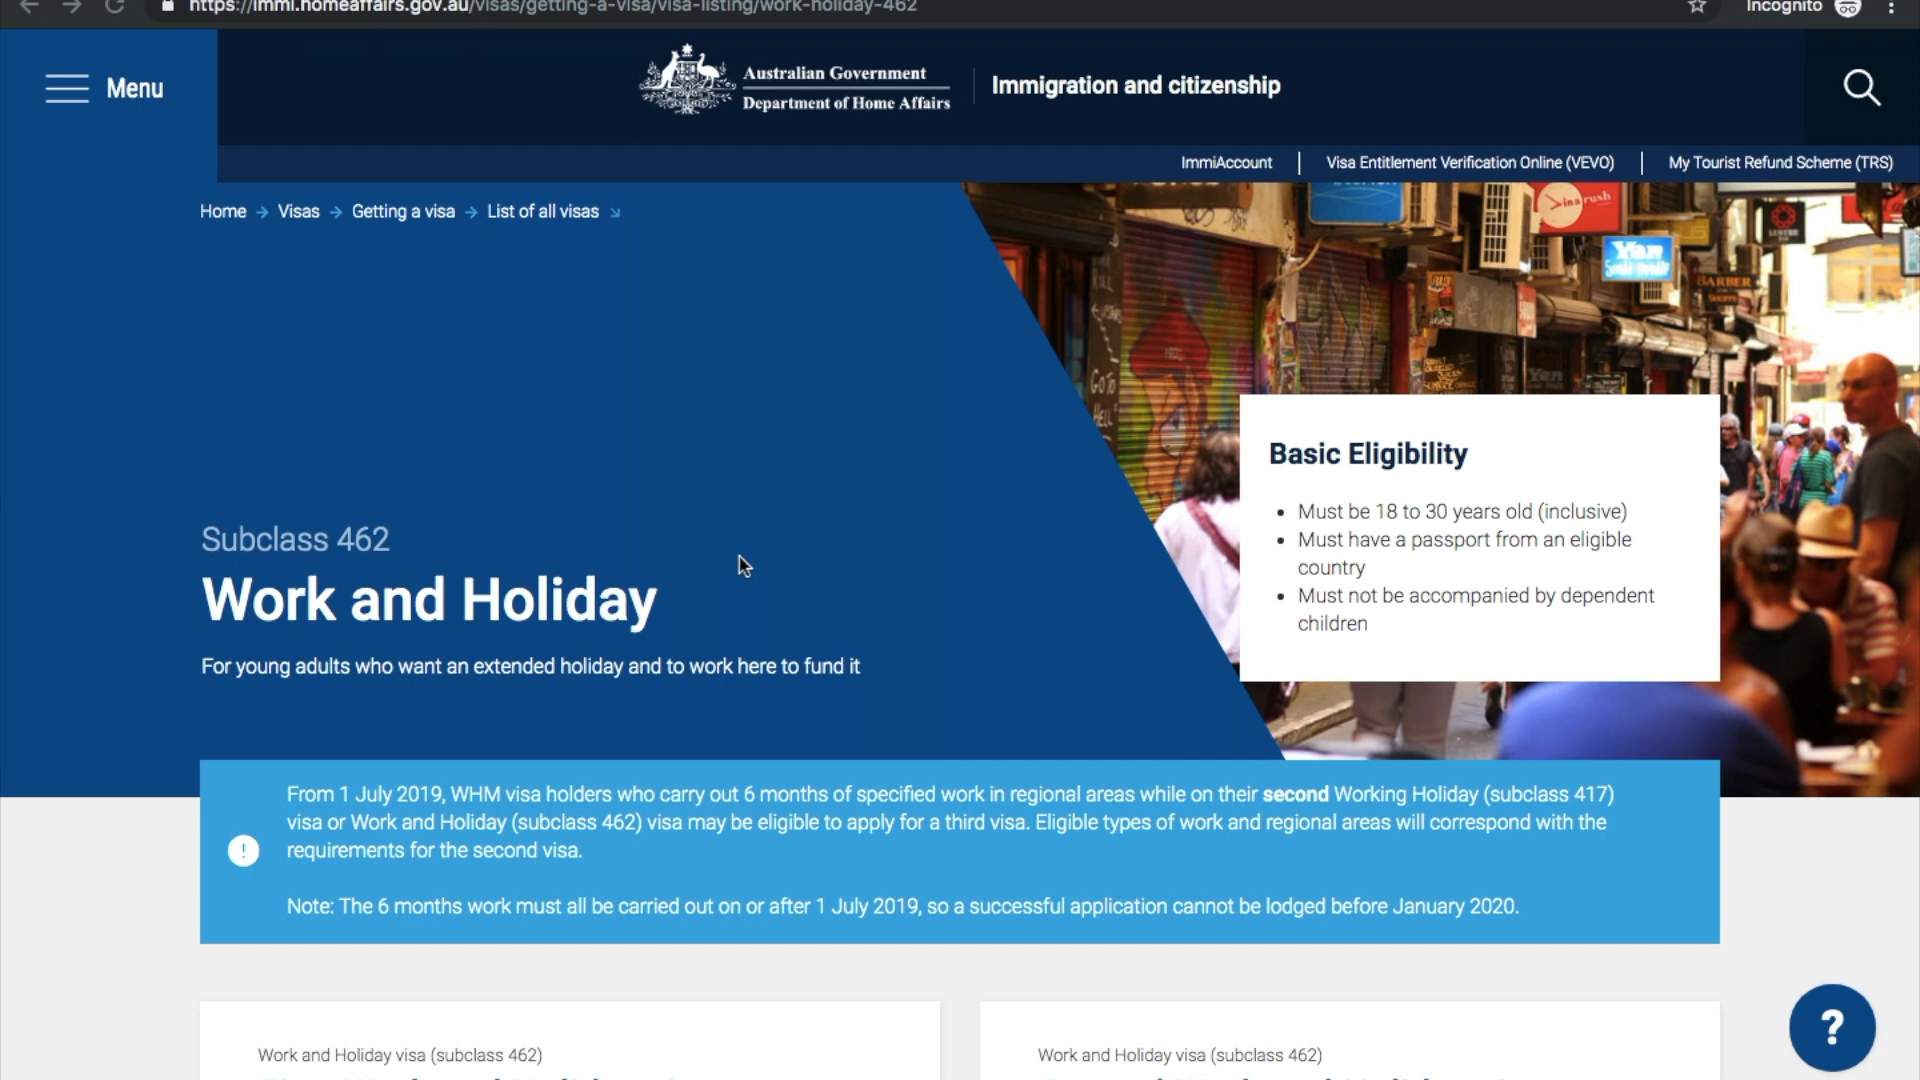 https://immi.homeaffairs.gov.au/visas/getting-a-visa/visa-listing/work-holiday-462
Incognito
Menu
Australian Government
Department of Home Affairs
Immigration and citizenship
ImmiAccount
Visa Entitlement Verification Online (VEVO)
My Tourist Refund Scheme (TRS)
Home
Visas
Getting a visa
List of all visas
rush
Yen
BARBER
GO TO
HELL
Basic Eligibility
Must be 18 to 30 years old (inclusive)
Must have a passport from an eligible
country
Must not be accompanied by dependent
children
Subclass 462
Work and Holiday
For young adults who want an extended holiday and to work here to fund it
From 1 July 2019, WHM visa holders who carry out 6 months of specified work in regional areas while on their second Working Holiday (subclass 417)
visa or Work and Holiday (subclass 462) visa may be eligible to apply for a third visa. Eligible types of work and regional areas will correspond with the
requirements for the second visa.
Note: The 6 months work must all be carried out on or after 1 July 2019, so a successful application cannot be lodged before January 2020.
Work and Holiday visa (subclass 462)
Work and Holiday visa (subclass 462)